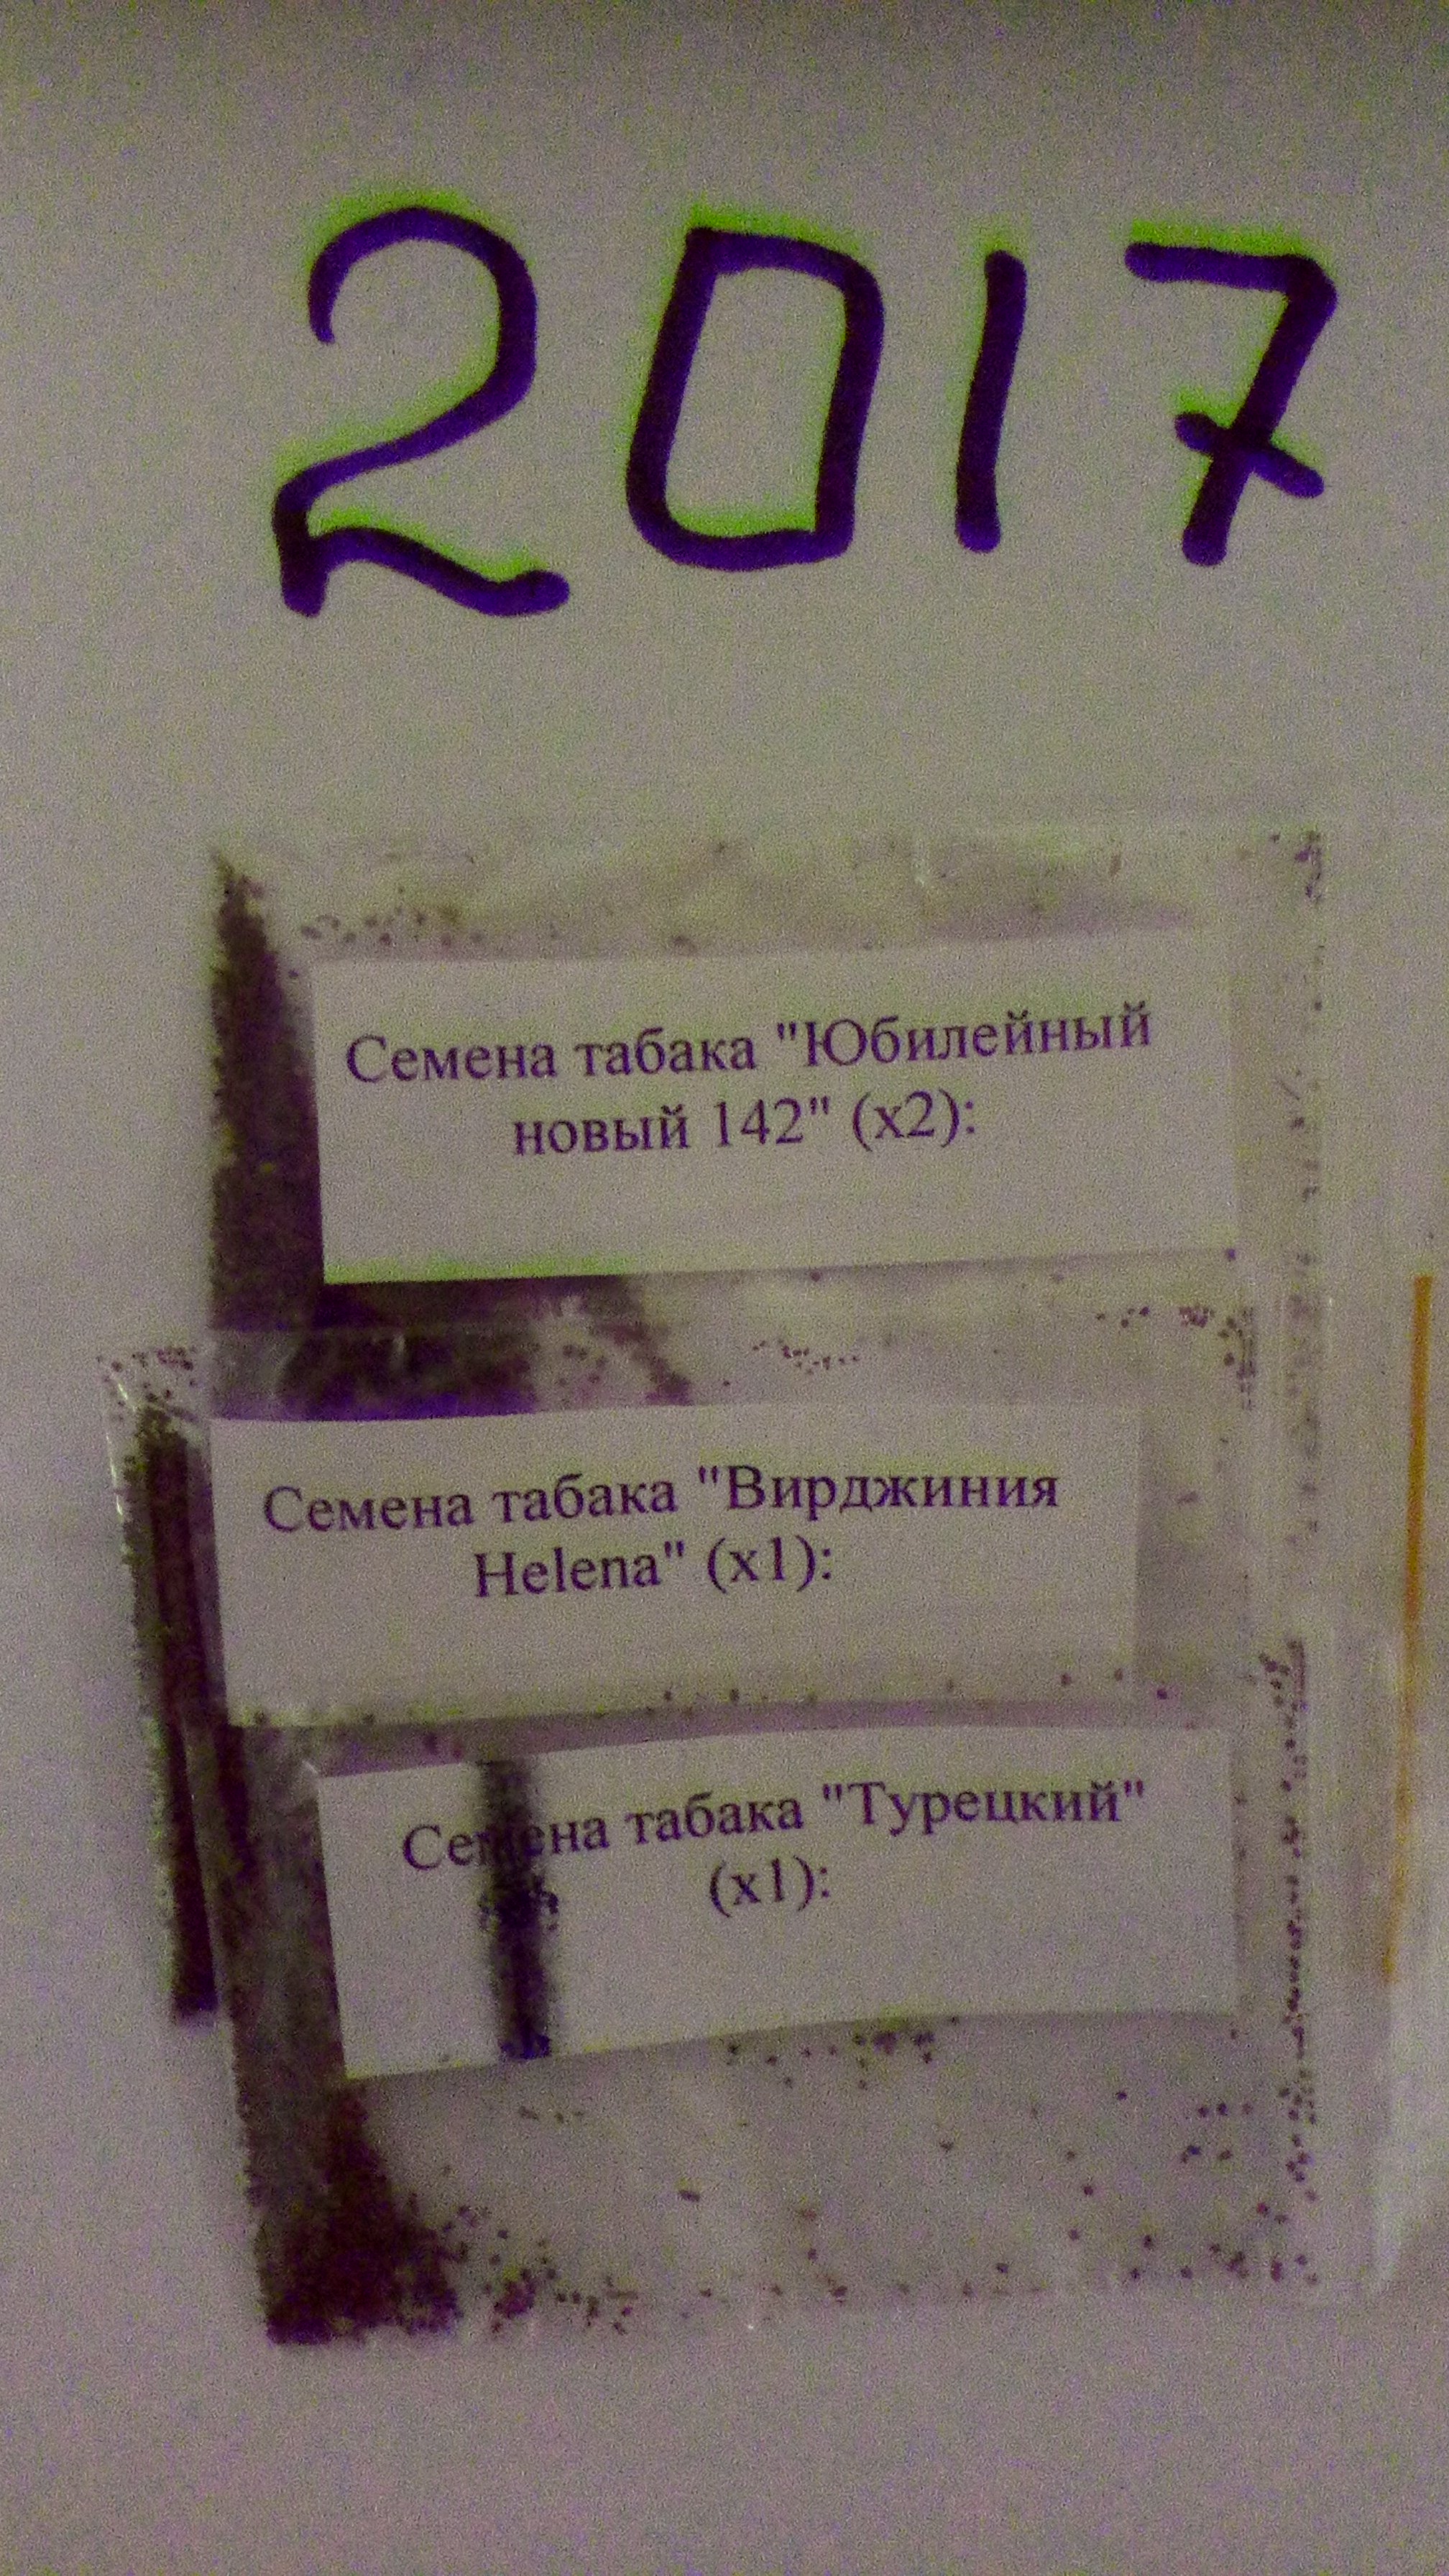 2017
Семена табака "Юбилейный
новый 142" (x2):
Семена табака "Вирджиния
Helena" (x1):
Семена табака "Турецкий"
(x1):